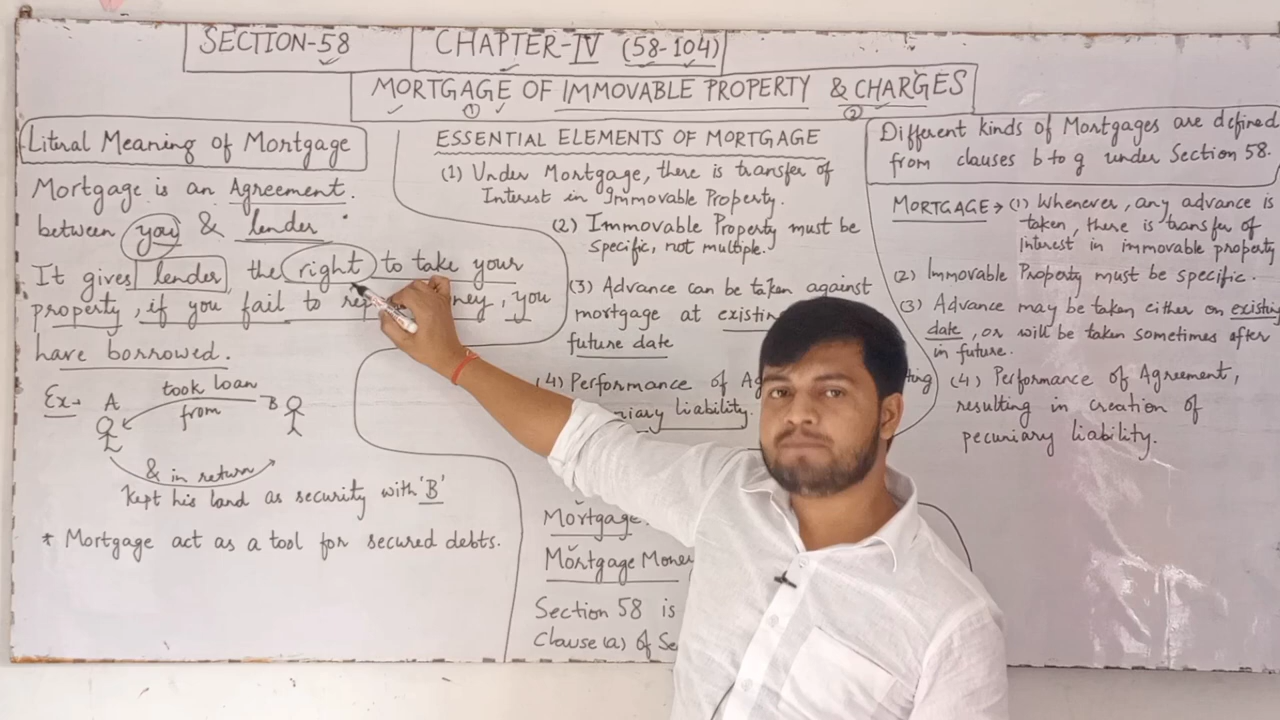 SECTION-58
CHAPTER-IV (58-104)
MORTGAGE OF IMMOVABLE PROPERTY & CHARGES
① ②
Literal Meaning of Mortgage
Mortgage is an Agreement.
between you & lender
It gives lender the right to take your
property, if you fail to money, you
have borrowed.
Ex→ A took loan B
from
& in return
Kept his land as security with 'B'
* Mortgage act as a tool for secured debts.
ESSENTIAL ELEMENTS OF MORTGAGE
(1) Under Mortgage, there is transfer of
Interest in Immovable Property.
(2) Immovable Property must be
specific, not multiple.
(3) Advance can be taken against
mortgage at
future date
(4) Performance of
liability.
Mortgage
Mortgage
Section 58 is
Clause (a) of
Different kinds of Mortgages are defined
from clauses b to g under Section 58.
MORTGAGE → (1) Whenever, any advance is
taken, there is transfer of
Interest in immovable property
(2) Immovable Property must be specific.
(3) Advance may be taken either on existing
date, or will be taken sometimes after
in future.
(4) Performance of Agreement,
resulting in creation of
pecuniary liability.